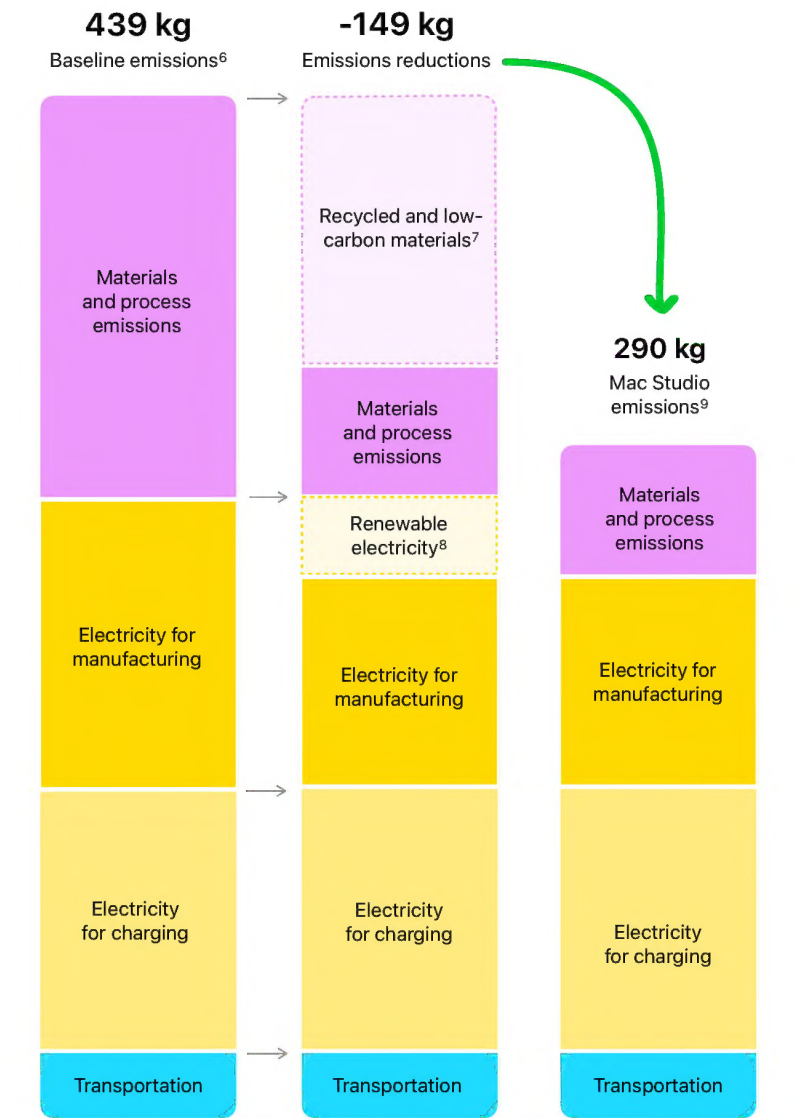 439 kg
Baseline emissions⁶
Materials
and process
emissions
Electricity for
manufacturing
Electricity
for charging
Transportation
-149 kg
Emissions reductions
Recycled and low-
carbon materials⁷
Materials
and process
emissions
Renewable
electricity⁸
Electricity for
manufacturing
Electricity
for charging
Transportation
290 kg
Mac Studio
emissions⁹
Materials
and process
emissions
Electricity for
manufacturing
Electricity
for charging
Transportation